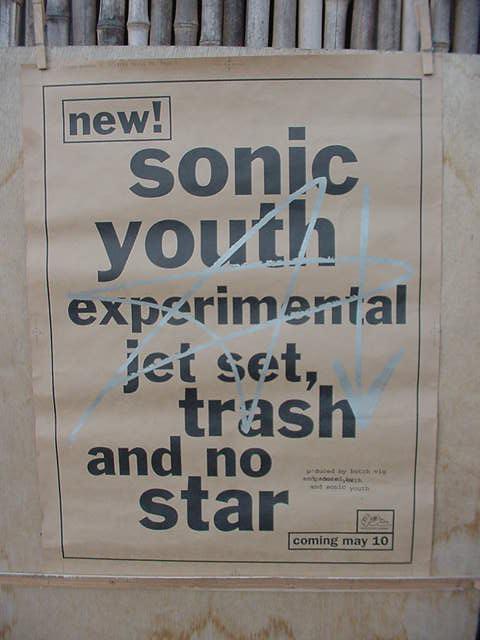 new!
sonic
youth
experimental
jet set,
trash
and no
star
produced by butch vig
and sonic youth
coming may 10